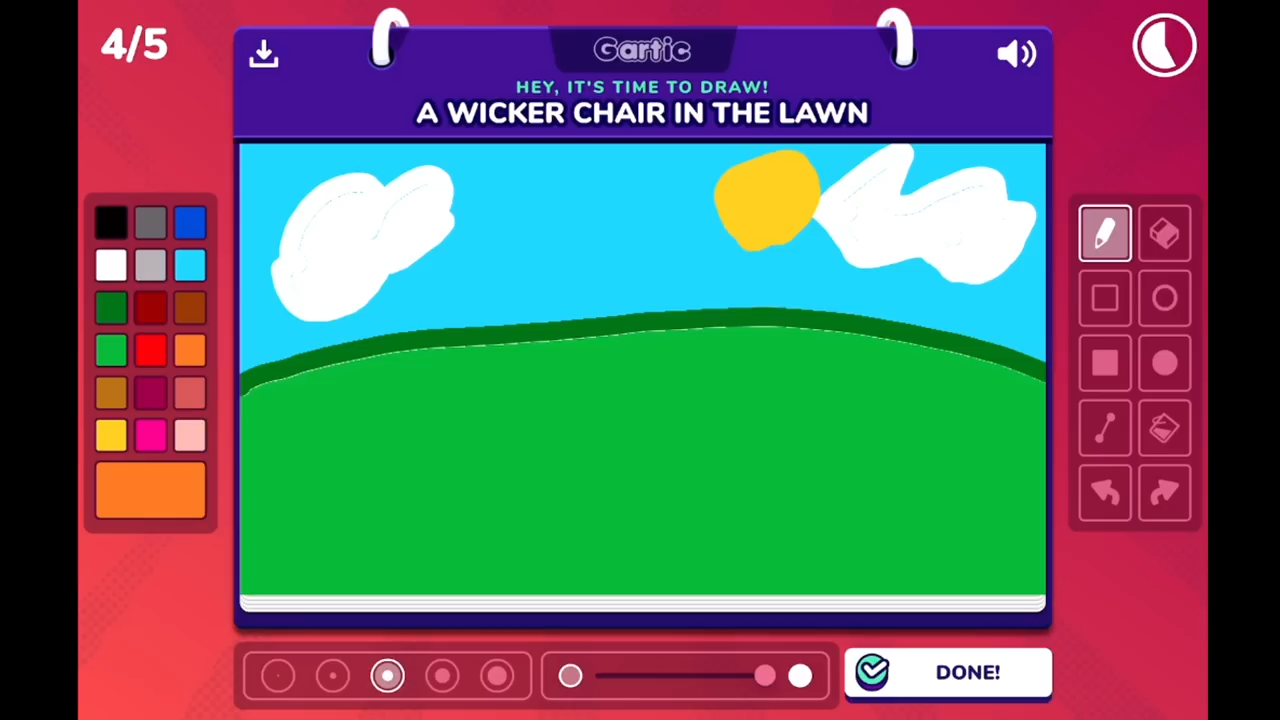 4/5
Gartic
HEY, IT'S TIME TO DRAW!
A WICKER CHAIR IN THE LAWN
DONE!